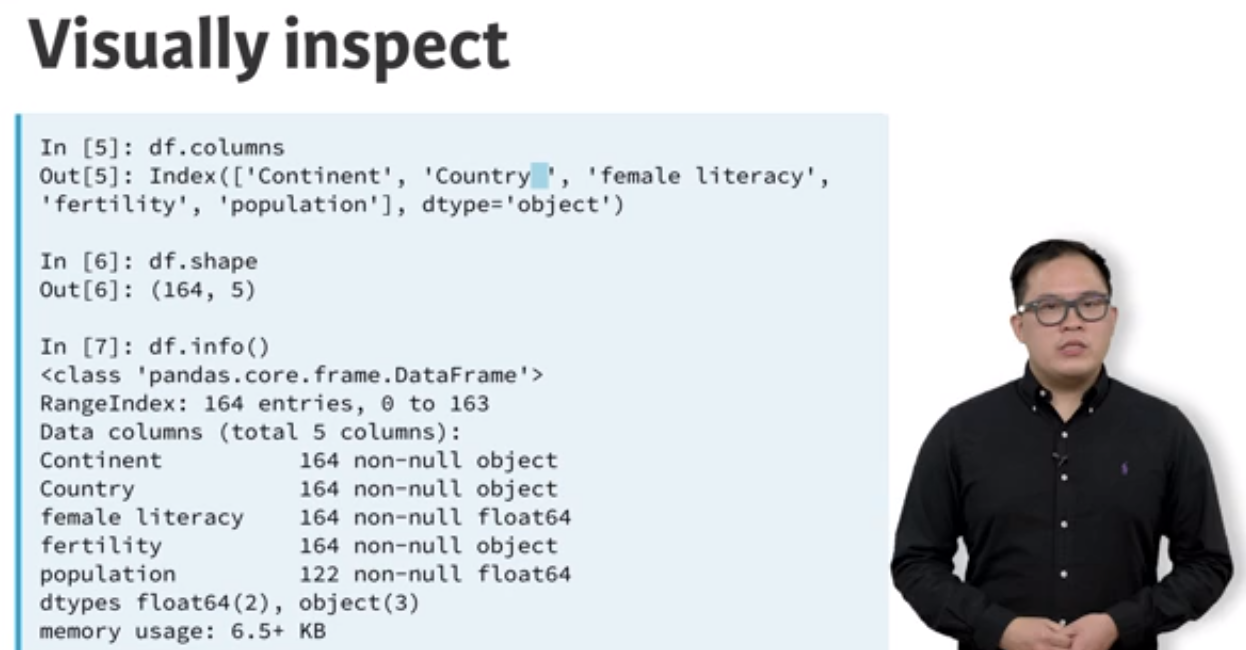 Visually inspect
In [5]: df.columns
Out[5]: Index(['Continent', 'Country ', 'female literacy',
'fertility', 'population'], dtype='object')
In [6]: df.shape
Out[6]: (164, 5)
In [7]: df.info()
<class 'pandas.core.frame.DataFrame'>
RangeIndex: 164 entries, 0 to 163
Data columns (total 5 columns):
Continent          164 non-null object
Country            164 non-null object
female literacy    164 non-null float64
fertility          164 non-null object
population         122 non-null float64
dtypes float64(2), object(3)
memory usage: 6.5+ KB